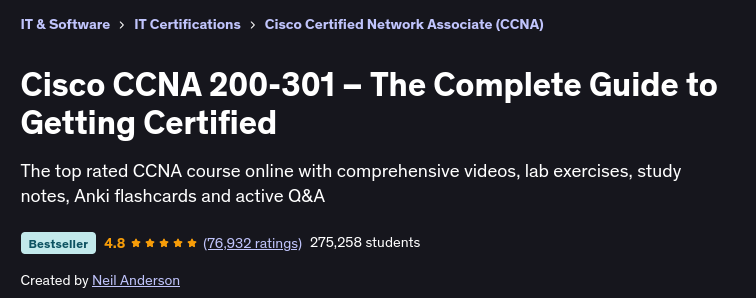 IT & Software > IT Certifications > Cisco Certified Network Associate (CCNA)
Cisco CCNA 200-301 – The Complete Guide to
Getting Certified
The top rated CCNA course online with comprehensive videos, lab exercises, study
notes, Anki flashcards and active Q&A
Bestseller 4.8 ★★★★★ (76,932 ratings) 275,258 students
Created by Neil Anderson